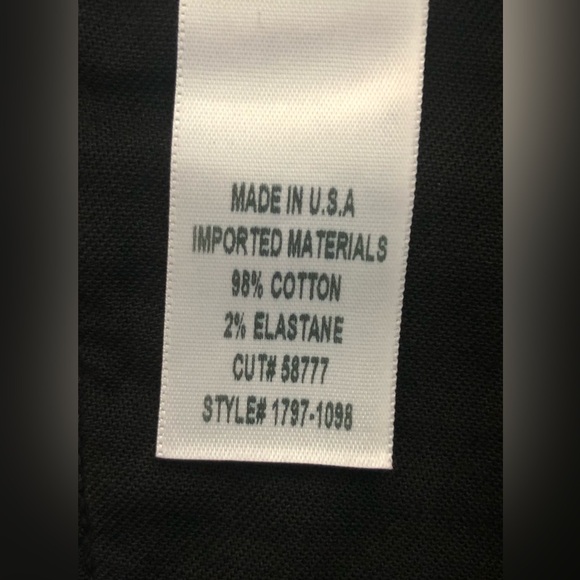 MADE IN U.S.A
IMPORTED MATERIALS
98% COTTON
2% ELASTANE
CUT# 58777
STYLE# 1797-1098